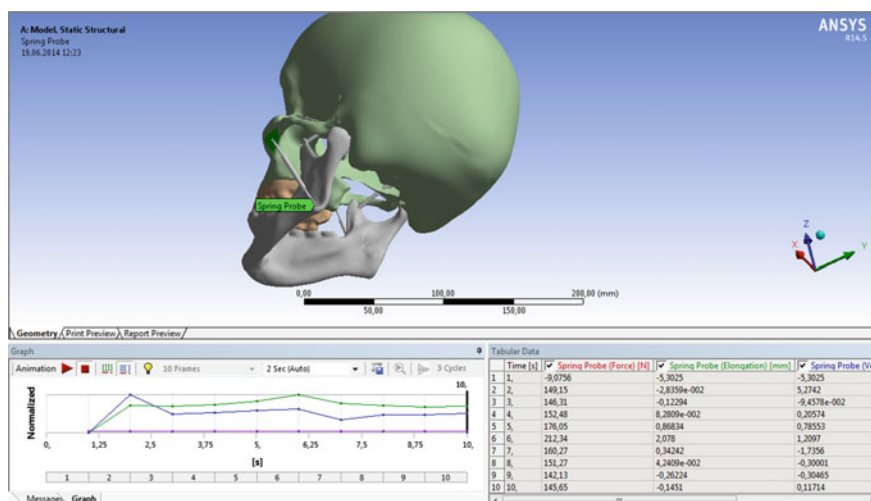 A: Model, Static Structural
Spring Probe
19.06.2014 12:23
ANSYS
R14.5
Spring Probe
Z
X
Y
0,00 100,00 200,00 (mm)
50,00 150,00
Geometry Print Preview Report Preview
Graph
Animation 10 Frames 2 Sec (Auto) 3 Cycles
10,
Normalized
0, 1,25 2,5 3,75 5, 6,25 7,5 8,75 10,
[s]
1 2 3 4 5 6 7 8 9 10
Messages Graph
Tabular Data
Time [s] Spring Probe (Force) [N] Spring Probe (Elongation) [mm] Spring Probe (Ve
1 1, -9,0756 -5,3025 -5,3025
2 2, 149,15 -2,8359e-002 5,2742
3 3, 146,31 -0,12294 -9,4578e-002
4 4, 152,48 8,2809e-002 0,20574
5 5, 176,05 0,86834 0,78553
6 6, 212,34 2,078 1,2097
7 7, 160,27 0,34242 -1,7356
8 8, 151,27 4,2409e-002 -0,30001
9 9, 142,13 -0,26224 -0,30465
10 10, 145,65 -0,1451 0,11714